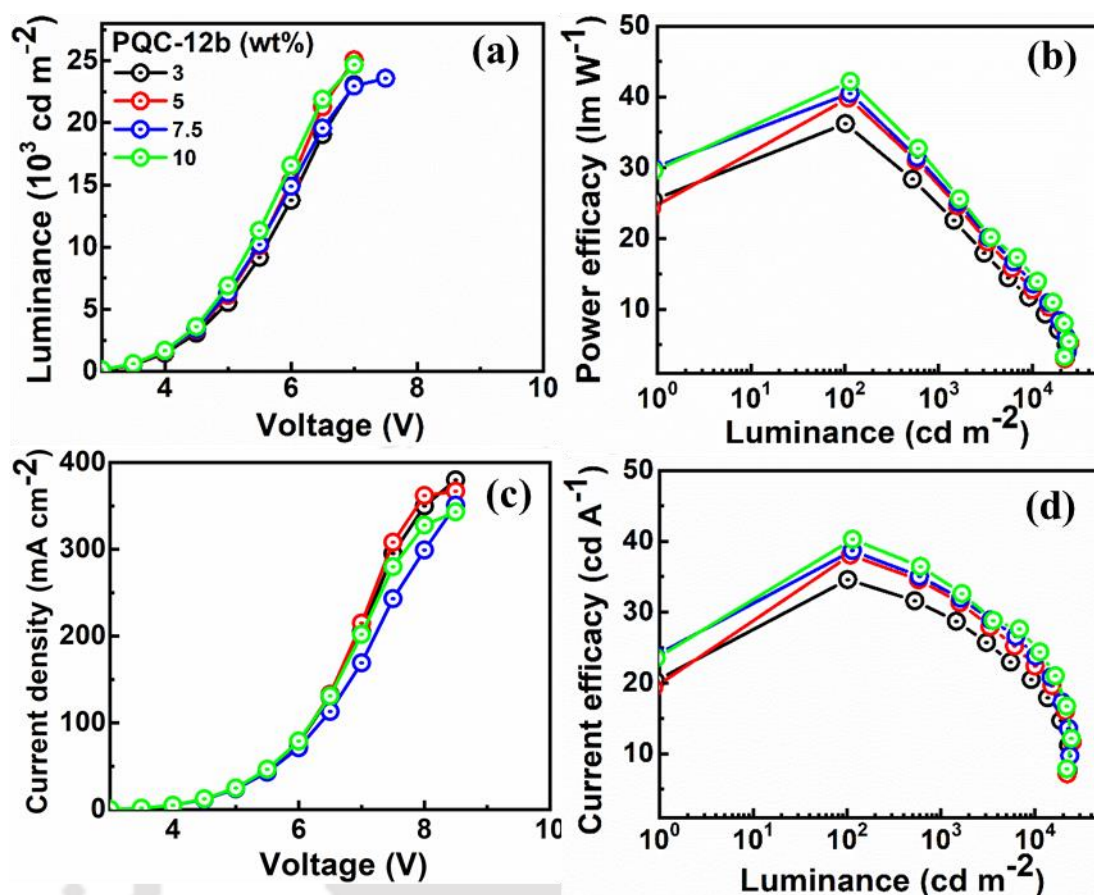 PQC-12b (wt%)
3
5
7.5
10
(a)
Luminance (10³ cd m⁻²)
25
20
15
10
5
0
4 6 8 10
Voltage (V)
(b)
Power efficacy (lm W⁻¹)
50
40
30
20
10
10⁰ 10¹ 10² 10³ 10⁴
Luminance (cd m⁻²)
(c)
Current density (mA cm⁻²)
400
300
200
100
0
4 6 8 10
Voltage (V)
(d)
Current efficacy (cd A⁻¹)
50
40
30
20
10
10⁰ 10¹ 10² 10³ 10⁴
Luminance (cd m⁻²)